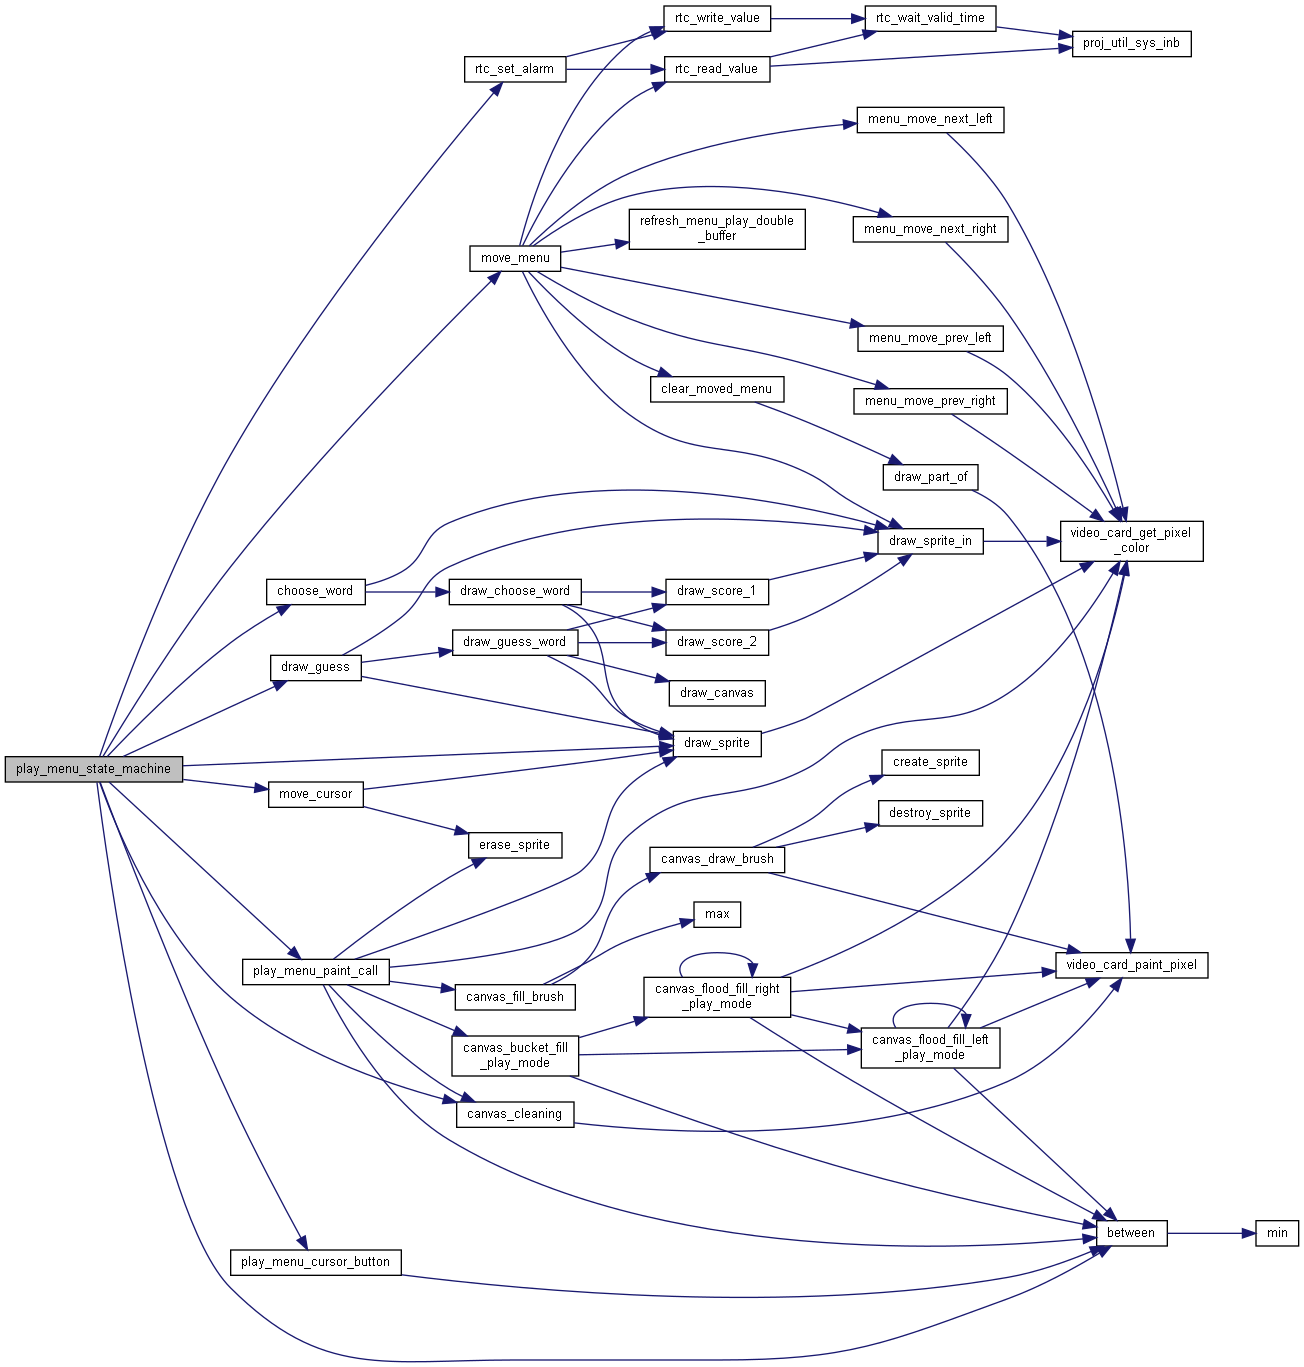 rtc_write_value
rtc_wait_valid_time
proj_util_sys_inb
rtc_set_alarm
rtc_read_value
menu_move_next_left
refresh_menu_play_double
_buffer
menu_move_next_right
move_menu
menu_move_prev_left
clear_moved_menu
menu_move_prev_right
draw_part_of
video_card_get_pixel
_color
draw_sprite_in
choose_word
draw_choose_word
draw_score_1
draw_guess_word
draw_score_2
draw_guess
draw_canvas
draw_sprite
create_sprite
play_menu_state_machine
move_cursor
destroy_sprite
erase_sprite
canvas_draw_brush
max
play_menu_paint_call
video_card_paint_pixel
canvas_fill_brush
canvas_flood_fill_right
_play_mode
canvas_bucket_fill
_play_mode
canvas_flood_fill_left
_play_mode
canvas_cleaning
between
min
play_menu_cursor_button